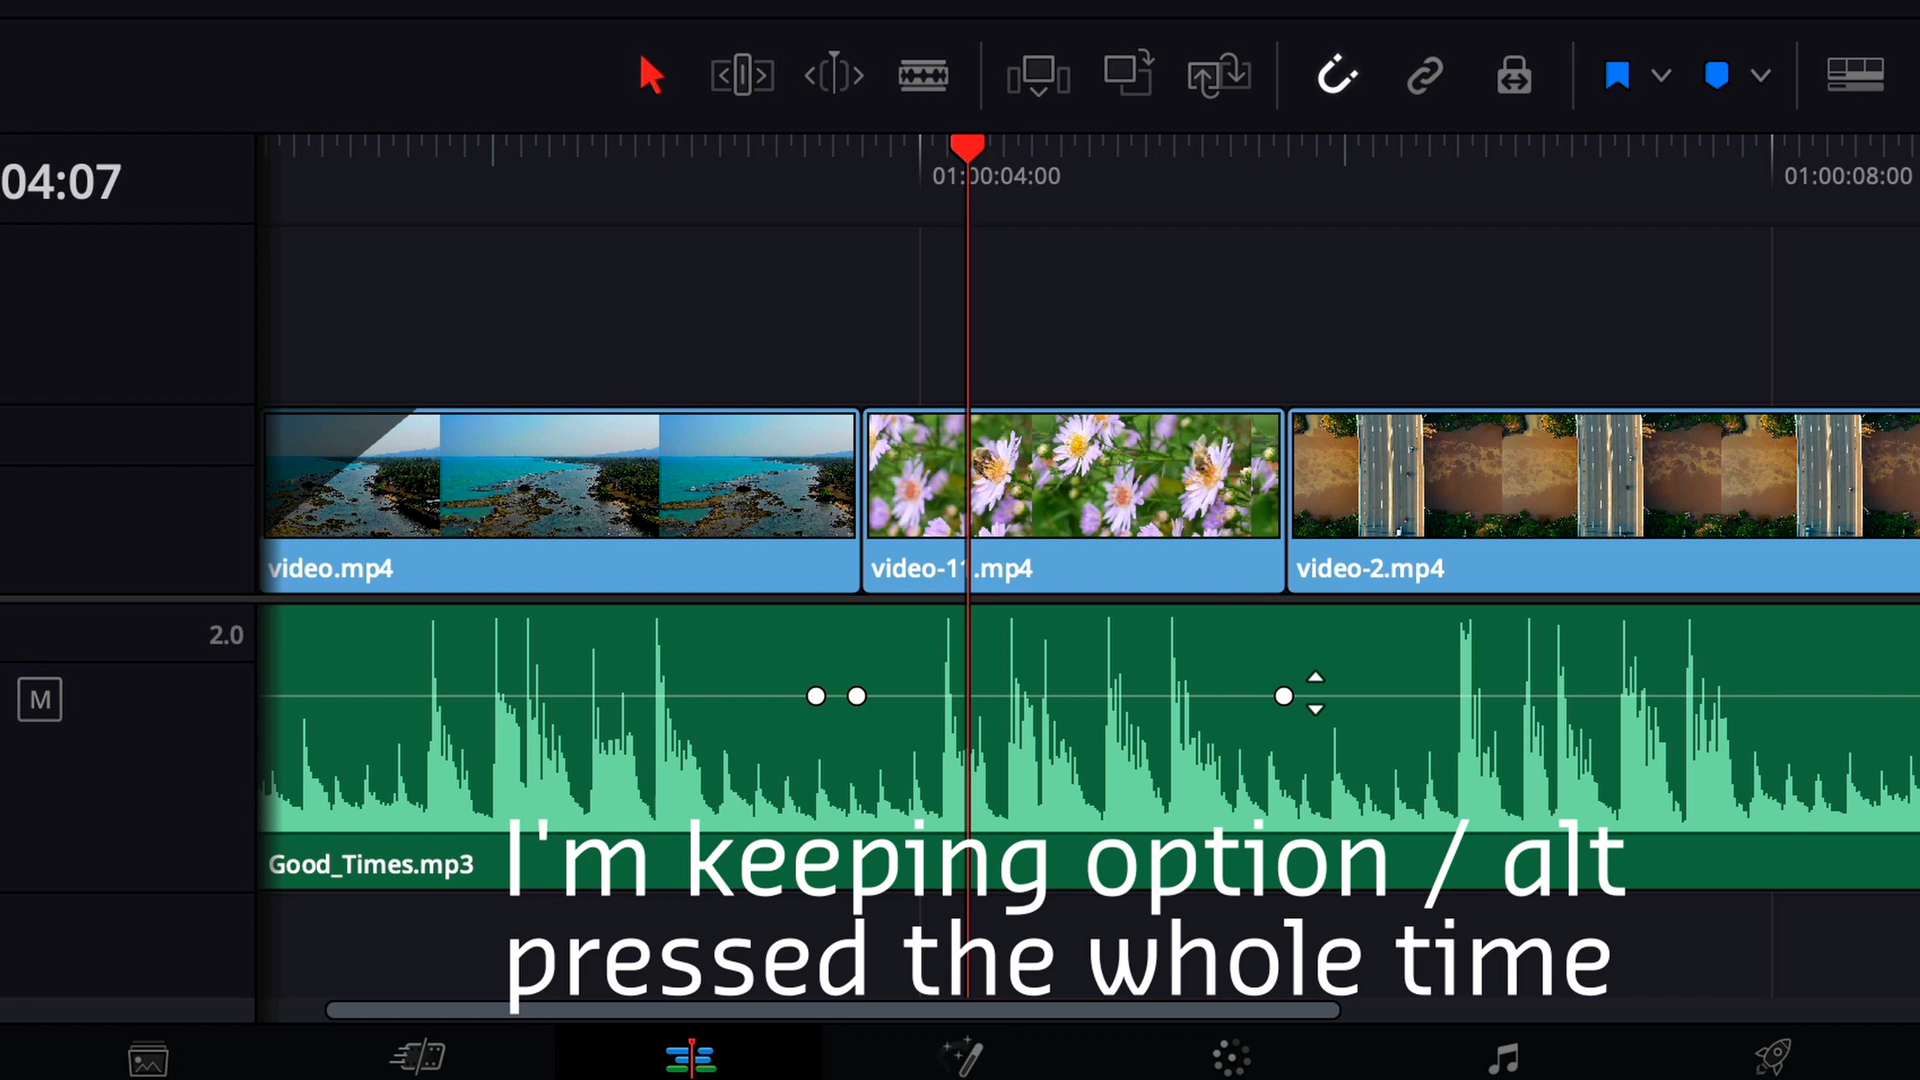 04:07
01:00:04:00
01:00:08:00
video.mp4
video-11.mp4
video-2.mp4
2.0
M
Good_Times.mp3
I'm keeping option / alt
pressed the whole time